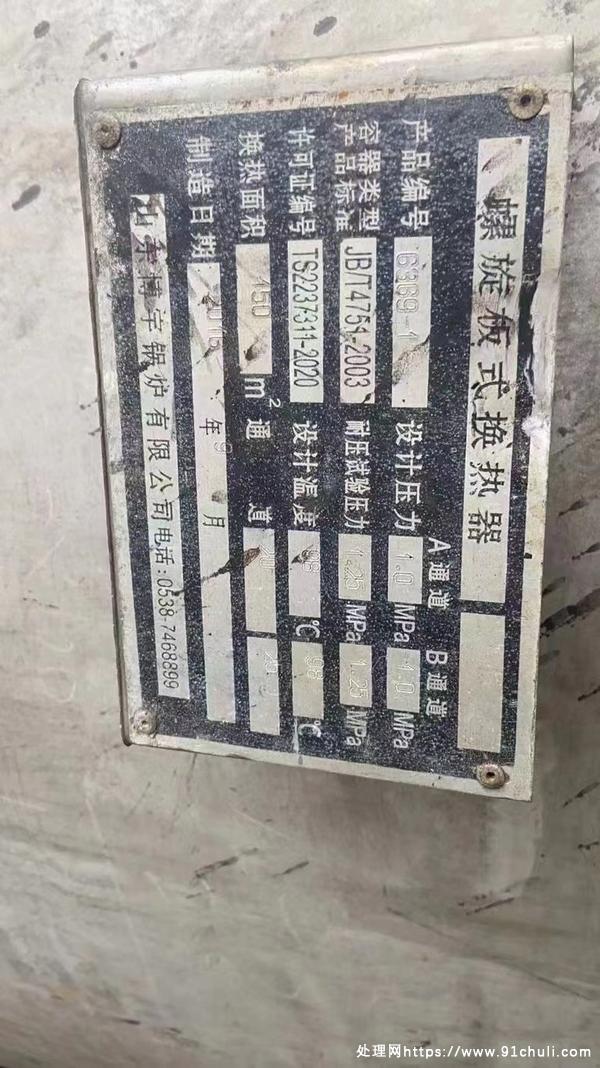 螺旋板式换热器
A通道 B通道
产品编号 6369-1 设计压力 1.0 MPa 1.0 MPa
容器类型
产品标准 JB/T4751-2003 耐压试验压力 1.25 MPa 1.25 MPa
许可证编号 TS2237311-2020 设计温度 98 ℃ 98 ℃
换热面积 150 m² 通道
制造日期 年9月
山东博宇锅炉有限公司电话:0538-7468899
处理网https://www.91chuli.com